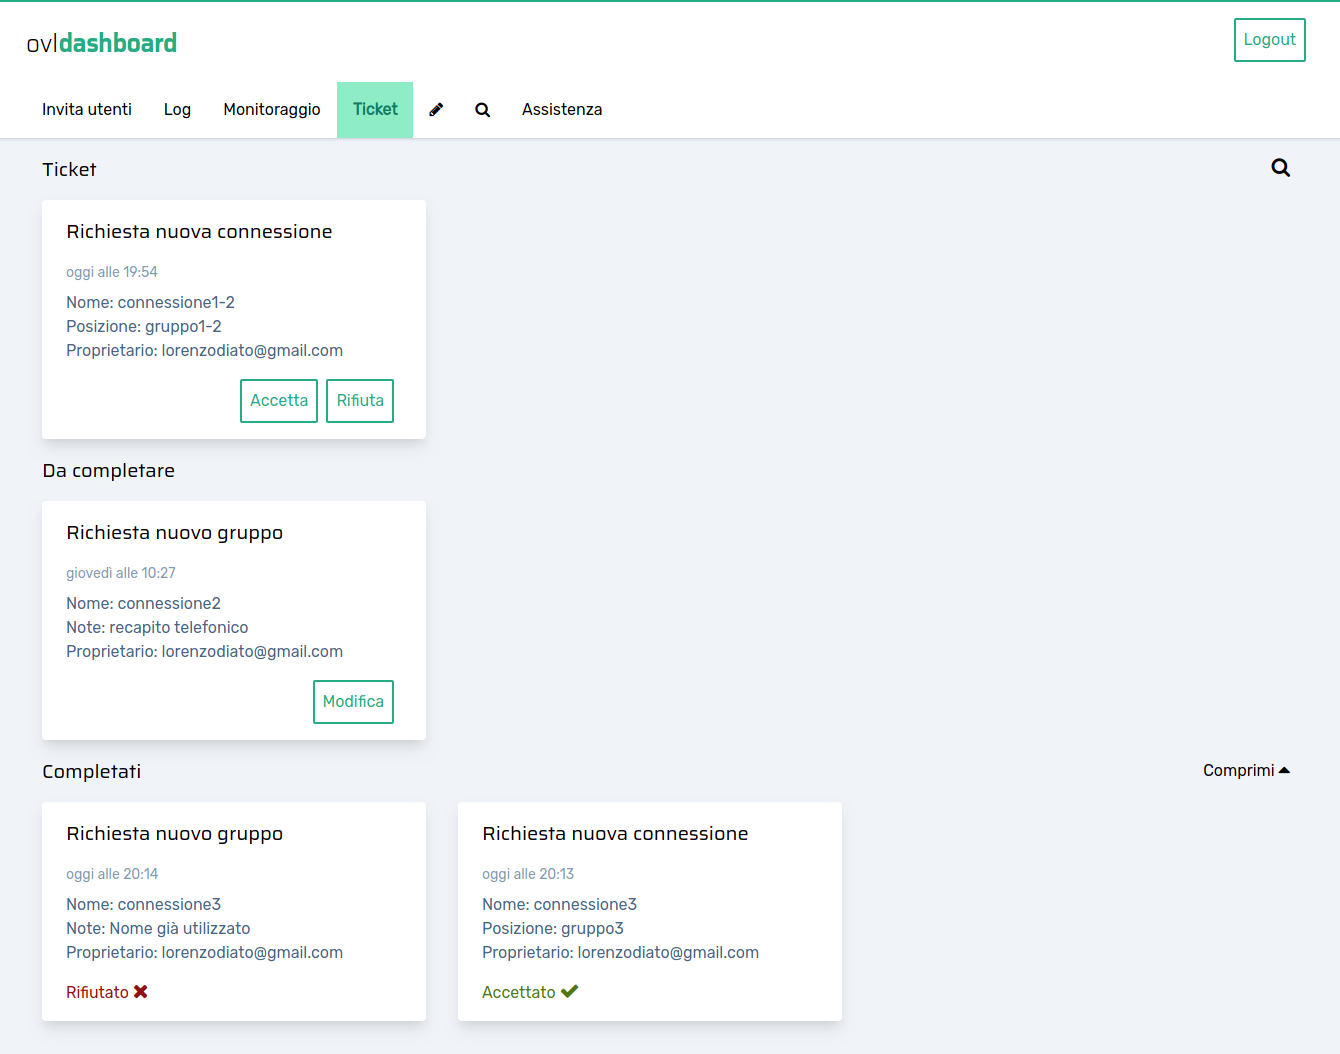 ovldashboard
Logout
Invita utenti
Log
Monitoraggio
Ticket
Assistenza
Ticket
Richiesta nuova connessione
oggi alle 19:54
Nome: connessione1-2
Posizione: gruppo1-2
Proprietario: lorenzodiato@gmail.com
Accetta
Rifiuta
Da completare
Richiesta nuovo gruppo
giovedì alle 10:27
Nome: connessione2
Note: recapito telefonico
Proprietario: lorenzodiato@gmail.com
Modifica
Completati
Comprimi
Richiesta nuovo gruppo
oggi alle 20:14
Nome: connessione3
Note: Nome già utilizzato
Proprietario: lorenzodiato@gmail.com
Rifiutato
Richiesta nuova connessione
oggi alle 20:13
Nome: connessione3
Posizione: gruppo3
Proprietario: lorenzodiato@gmail.com
Accettato